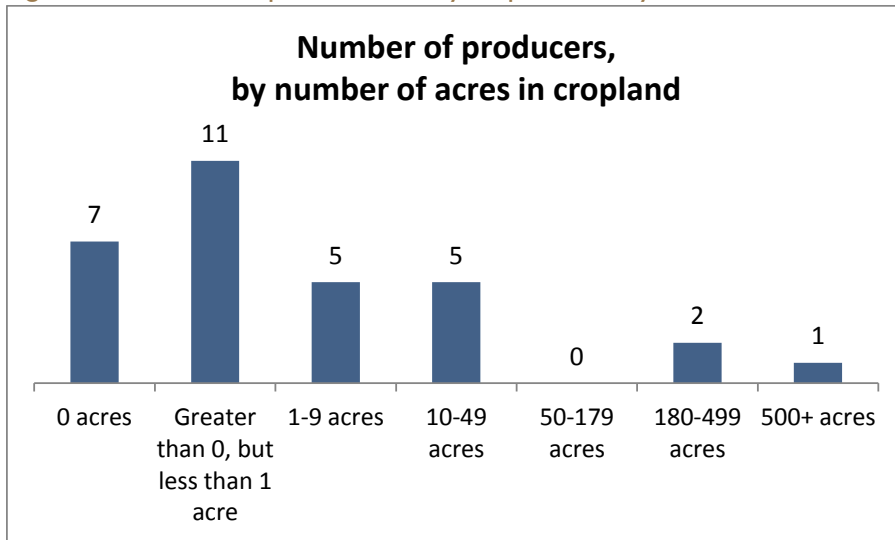 Number of producers,
by number of acres in cropland
11
7
5
5
2
1
0
0 acres
Greater
than 0, but
less than 1
acre
1-9 acres
10-49
acres
50-179
acres
180-499
acres
500+ acres